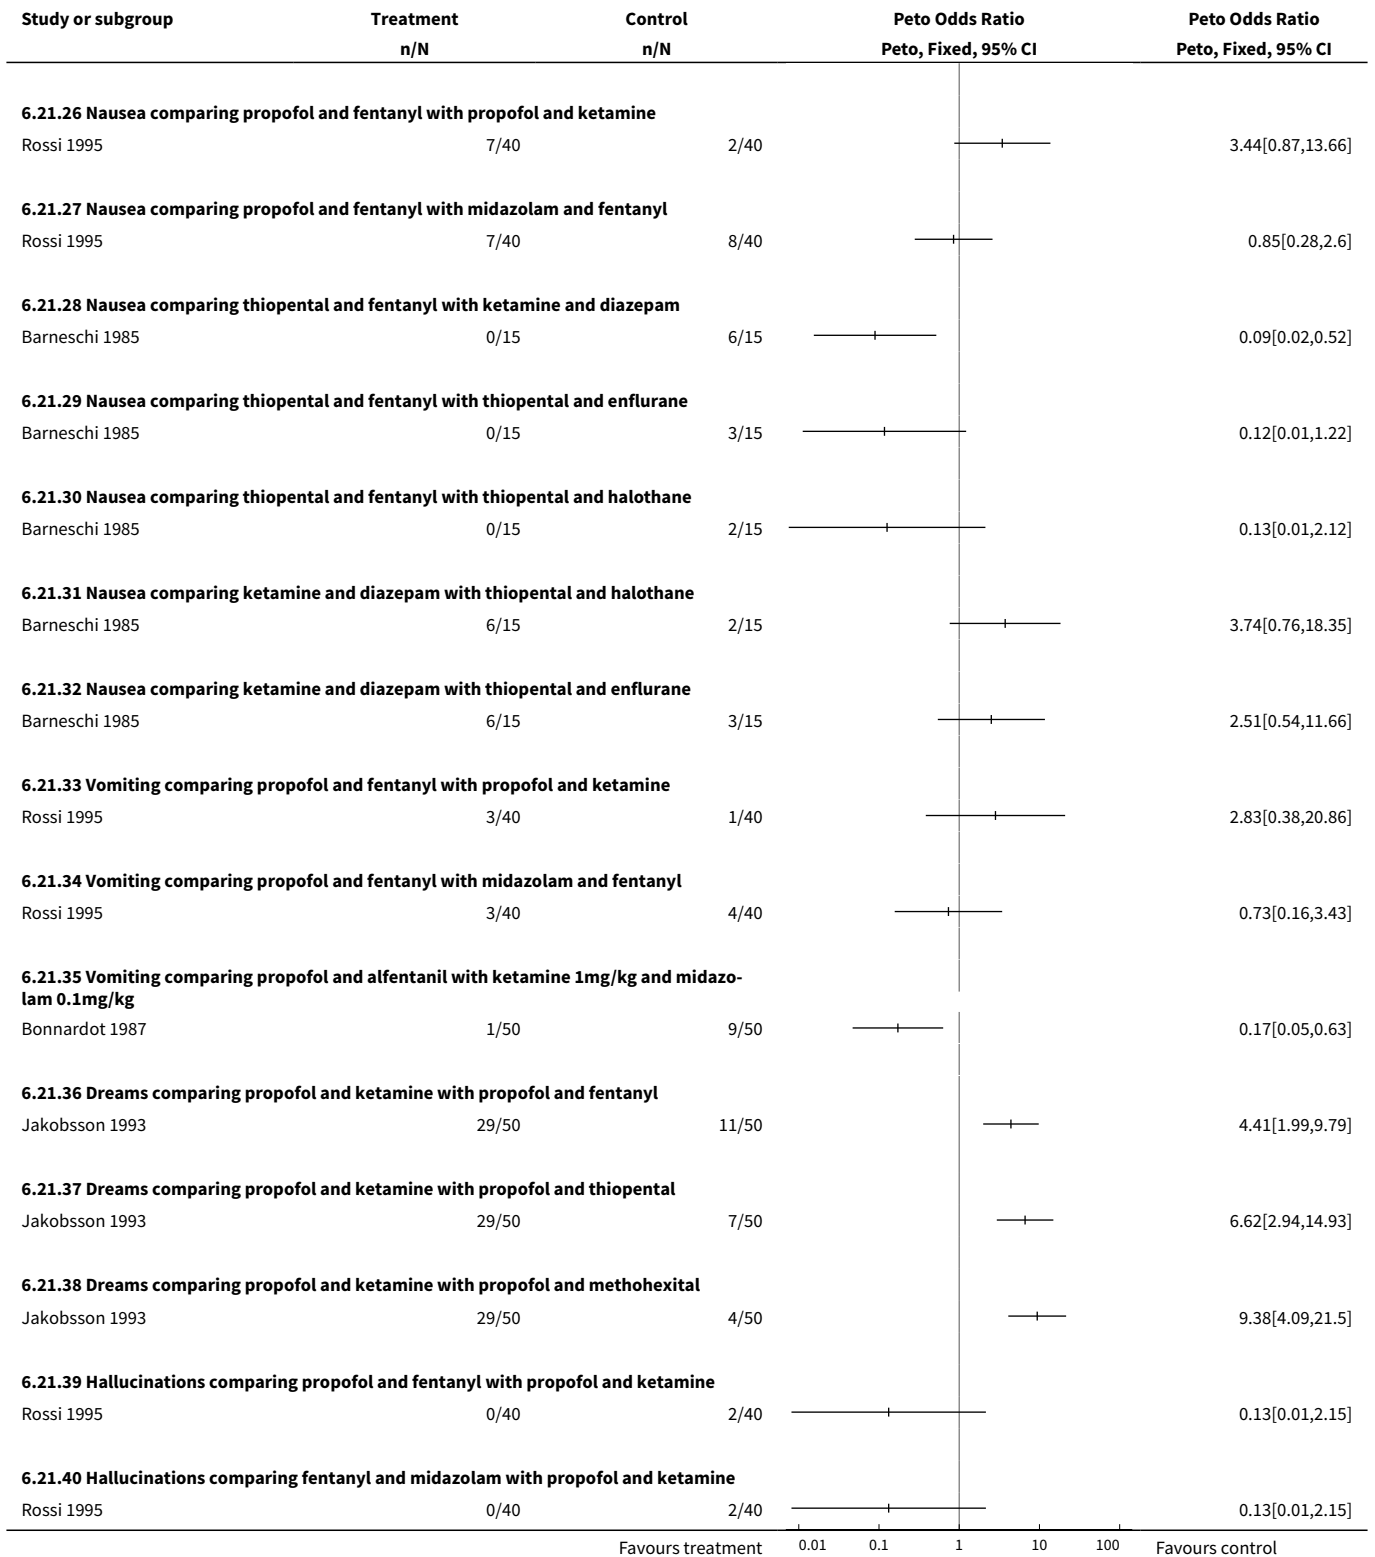 Study or subgroup Treatment Control Peto Odds Ratio Peto Odds Ratio
n/N n/N Peto, Fixed, 95% CI Peto, Fixed, 95% CI
6.21.26 Nausea comparing propofol and fentanyl with propofol and ketamine
Rossi 1995 7/40 2/40 3.44[0.87,13.66]
6.21.27 Nausea comparing propofol and fentanyl with midazolam and fentanyl
Rossi 1995 7/40 8/40 0.85[0.28,2.6]
6.21.28 Nausea comparing thiopental and fentanyl with ketamine and diazepam
Barneschi 1985 0/15 6/15 0.09[0.02,0.52]
6.21.29 Nausea comparing thiopental and fentanyl with thiopental and enflurane
Barneschi 1985 0/15 3/15 0.12[0.01,1.22]
6.21.30 Nausea comparing thiopental and fentanyl with thiopental and halothane
Barneschi 1985 0/15 2/15 0.13[0.01,2.12]
6.21.31 Nausea comparing ketamine and diazepam with thiopental and halothane
Barneschi 1985 6/15 2/15 3.74[0.76,18.35]
6.21.32 Nausea comparing ketamine and diazepam with thiopental and enflurane
Barneschi 1985 6/15 3/15 2.51[0.54,11.66]
6.21.33 Vomiting comparing propofol and fentanyl with propofol and ketamine
Rossi 1995 3/40 1/40 2.83[0.38,20.86]
6.21.34 Vomiting comparing propofol and fentanyl with midazolam and fentanyl
Rossi 1995 3/40 4/40 0.73[0.16,3.43]
6.21.35 Vomiting comparing propofol and alfentanil with ketamine 1mg/kg and midazo-
lam 0.1mg/kg
Bonnardot 1987 1/50 9/50 0.17[0.05,0.63]
6.21.36 Dreams comparing propofol and ketamine with propofol and fentanyl
Jakobsson 1993 29/50 11/50 4.41[1.99,9.79]
6.21.37 Dreams comparing propofol and ketamine with propofol and thiopental
Jakobsson 1993 29/50 7/50 6.62[2.94,14.93]
6.21.38 Dreams comparing propofol and ketamine with propofol and methohexital
Jakobsson 1993 29/50 4/50 9.38[4.09,21.5]
6.21.39 Hallucinations comparing propofol and fentanyl with propofol and ketamine
Rossi 1995 0/40 2/40 0.13[0.01,2.15]
6.21.40 Hallucinations comparing fentanyl and midazolam with propofol and ketamine
Rossi 1995 0/40 2/40 0.13[0.01,2.15]
Favours treatment 0.01 0.1 1 10 100 Favours control